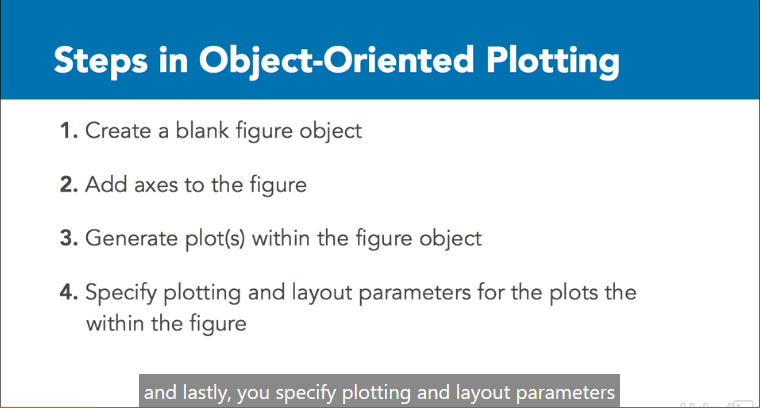 Steps in Object-Oriented Plotting
1. Create a blank figure object
2. Add axes to the figure
3. Generate plot(s) within the figure object
4. Specify plotting and layout parameters for the plots the
within the figure
and lastly, you specify plotting and layout parameters